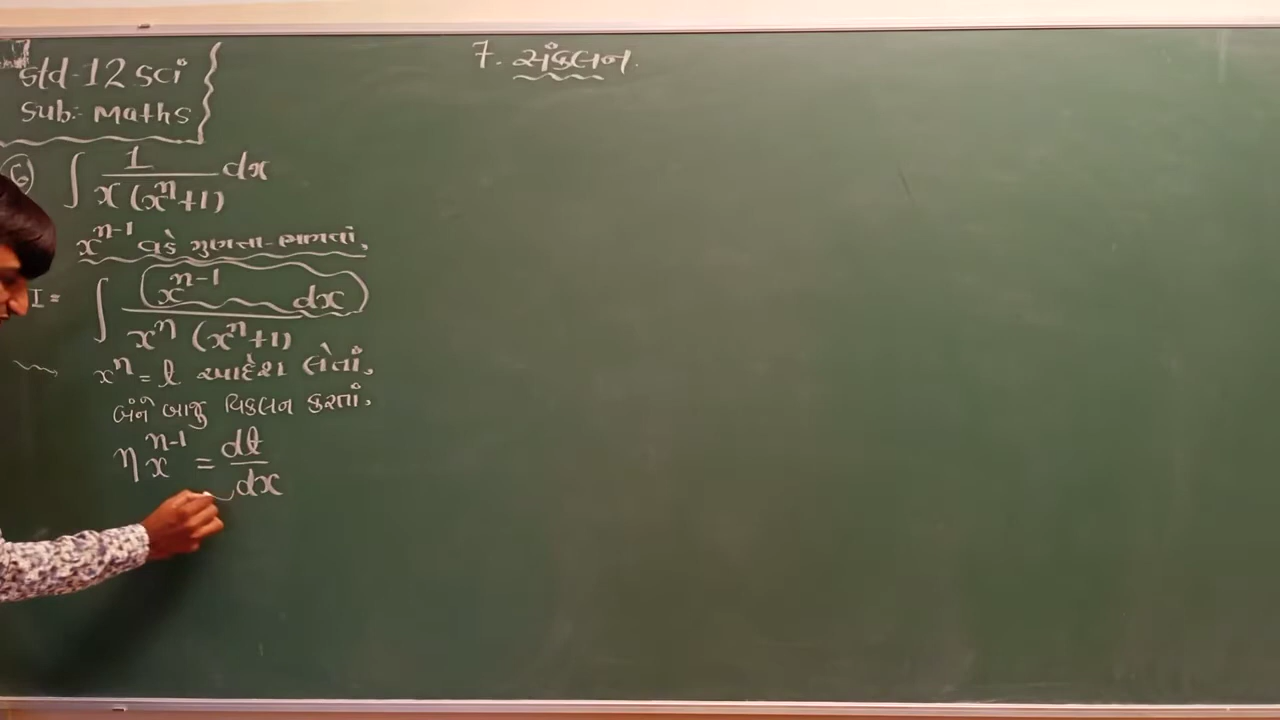 Std-12 sci
Sub:- Maths
7. સંકલન.
(6) ∫ 1 / x (xⁿ+1) dx
xⁿ⁻¹ વડે ગુણતા-ભાગતાં,
I = ∫ (xⁿ⁻¹ dx) / xⁿ (xⁿ+1)
xⁿ = t આદેશ લેતાં,
બંને બાજુ વિકલન કરતાં,
n xⁿ⁻¹ = dt / dx